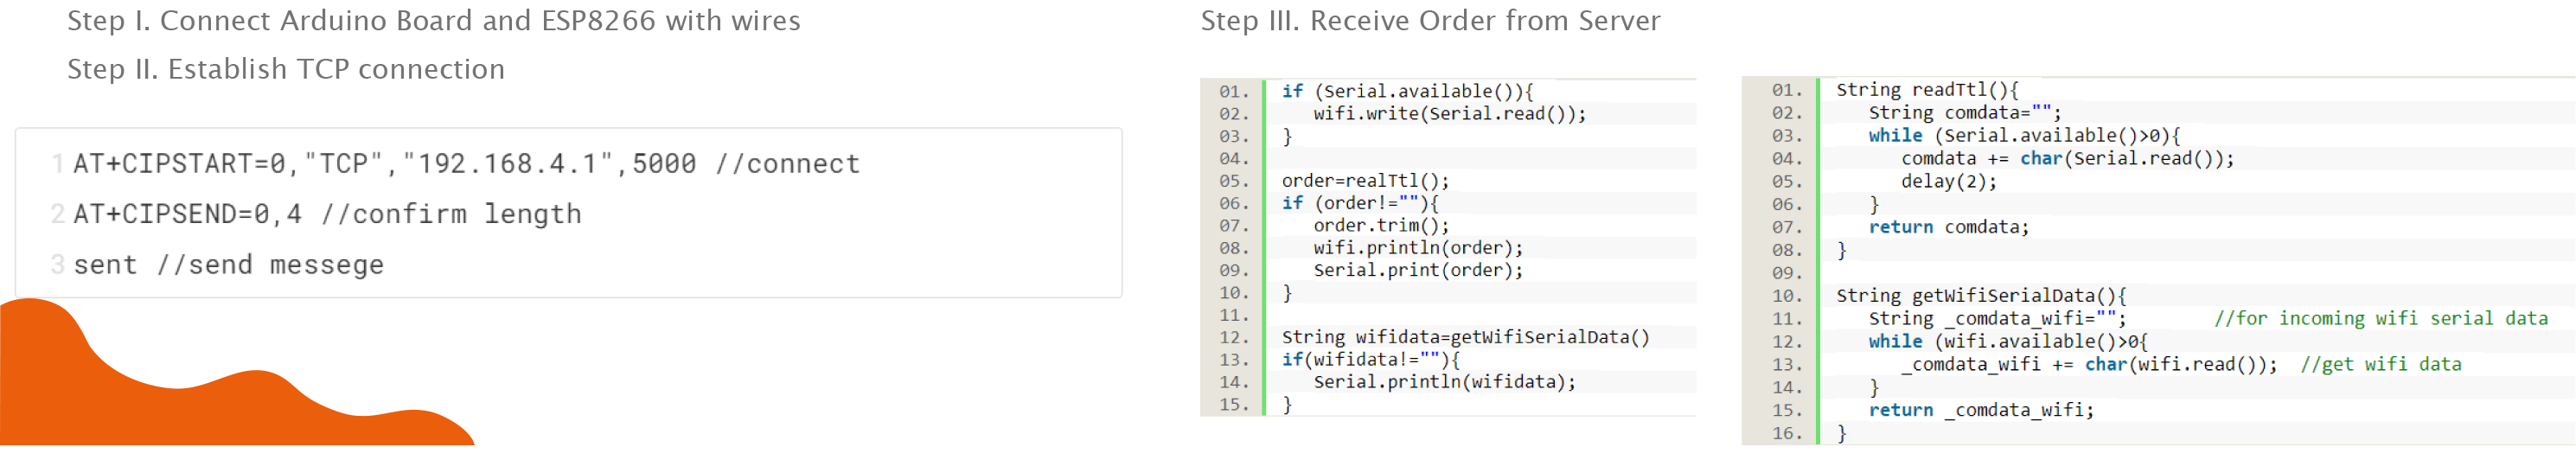 Step I. Connect Arduino Board and ESP8266 with wires
Step II. Establish TCP connection
1 AT+CIPSTART=0,"TCP","192.168.4.1",5000 //connect
2 AT+CIPSEND=0,4 //confirm length
3 sent //send messege
Step III. Receive Order from Server
01. if (Serial.available()){
02. wifi.write(Serial.read());
03. }
04.
05. order=realTtl();
06. if (order!=""){
07. order.trim();
08. wifi.println(order);
09. Serial.print(order);
10. }
11.
12. String wifidata=getWifiSerialData()
13. if(wifidata!=""){
14. Serial.println(wifidata);
15. }
01. String readTtl(){
02. String comdata="";
03. while (Serial.available()>0){
04. comdata += char(Serial.read());
05. delay(2);
06. }
07. return comdata;
08. }
09.
10. String getWifiSerialData(){
11. String _comdata_wifi=""; //for incoming wifi serial data
12. while (wifi.available()>0{
13. _comdata_wifi += char(wifi.read()); //get wifi data
14. }
15. return _comdata_wifi;
16. }